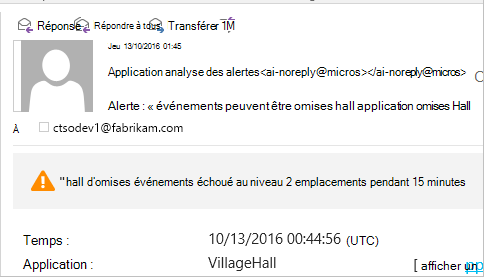 Réponse Répondre à tous Transférer
Jeu 13/10/2016 01:45
Application analyse des alertes<ai-noreply@micros></ai-noreply@micros>
Alerte : « événements peuvent être omises hall application omises Hall
À ctsodev1@fabrikam.com
"hall d'omises événements échoué au niveau 2 emplacements pendant 15 minutes
Temps : 10/13/2016 00:44:56 (UTC)
Application : VillageHall [ afficher un